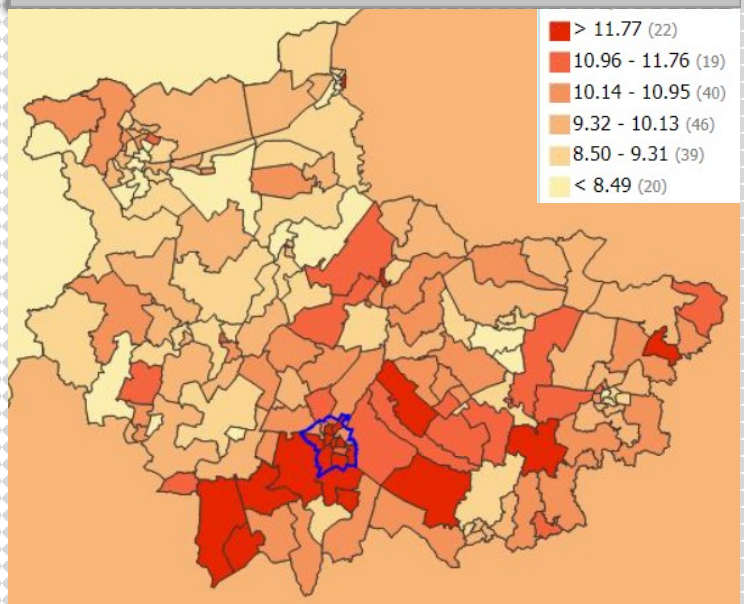 > 11.77 (22)
10.96 - 11.76 (19)
10.14 - 10.95 (40)
9.32 - 10.13 (46)
8.50 - 9.31 (39)
< 8.49 (20)